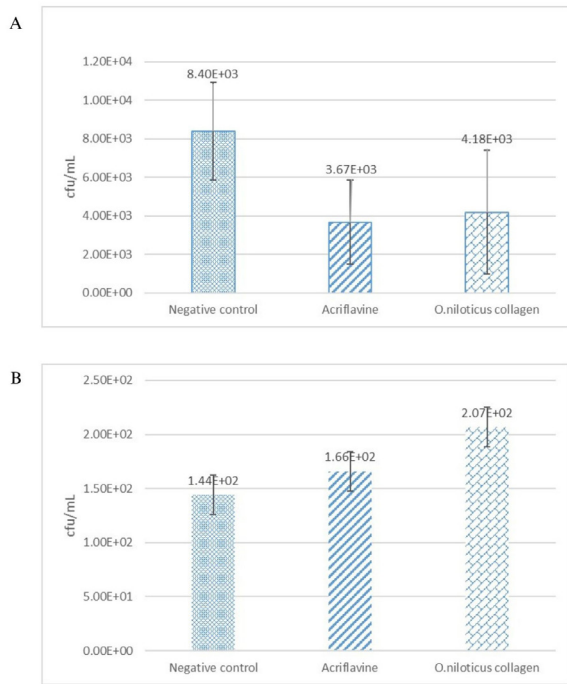 A
1.20E+04
8.40E+03
1.00E+04
8.00E+03
4.18E+03
3.67E+03
6.00E+03
cfu/mL
4.00E+03
2.00E+03
0.00E+00
Negative control Acriflavine O.niloticus collagen
B
2.50E+02
2.07E+02
2.00E+02
1.66E+02
1.44E+02
1.50E+02
cfu/mL
1.00E+02
5.00E+01
0.00E+00
Negative control Acriflavine O.niloticus collagen